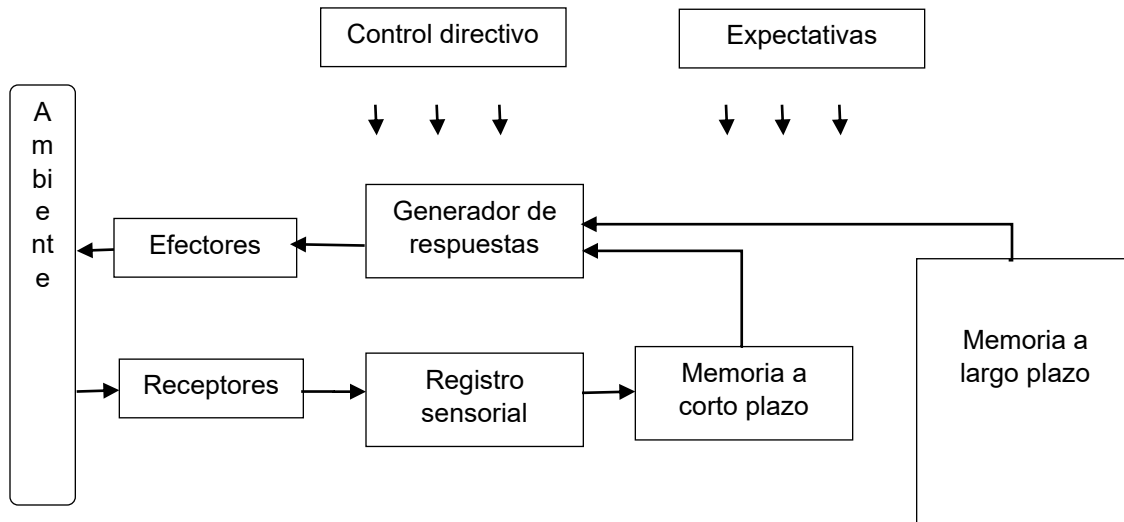 Control directivo
Expectativas
A
m
bi
e
nt
e
Generador de
respuestas
Efectores
Memoria a
largo plazo
Receptores
Registro
sensorial
Memoria a
corto plazo